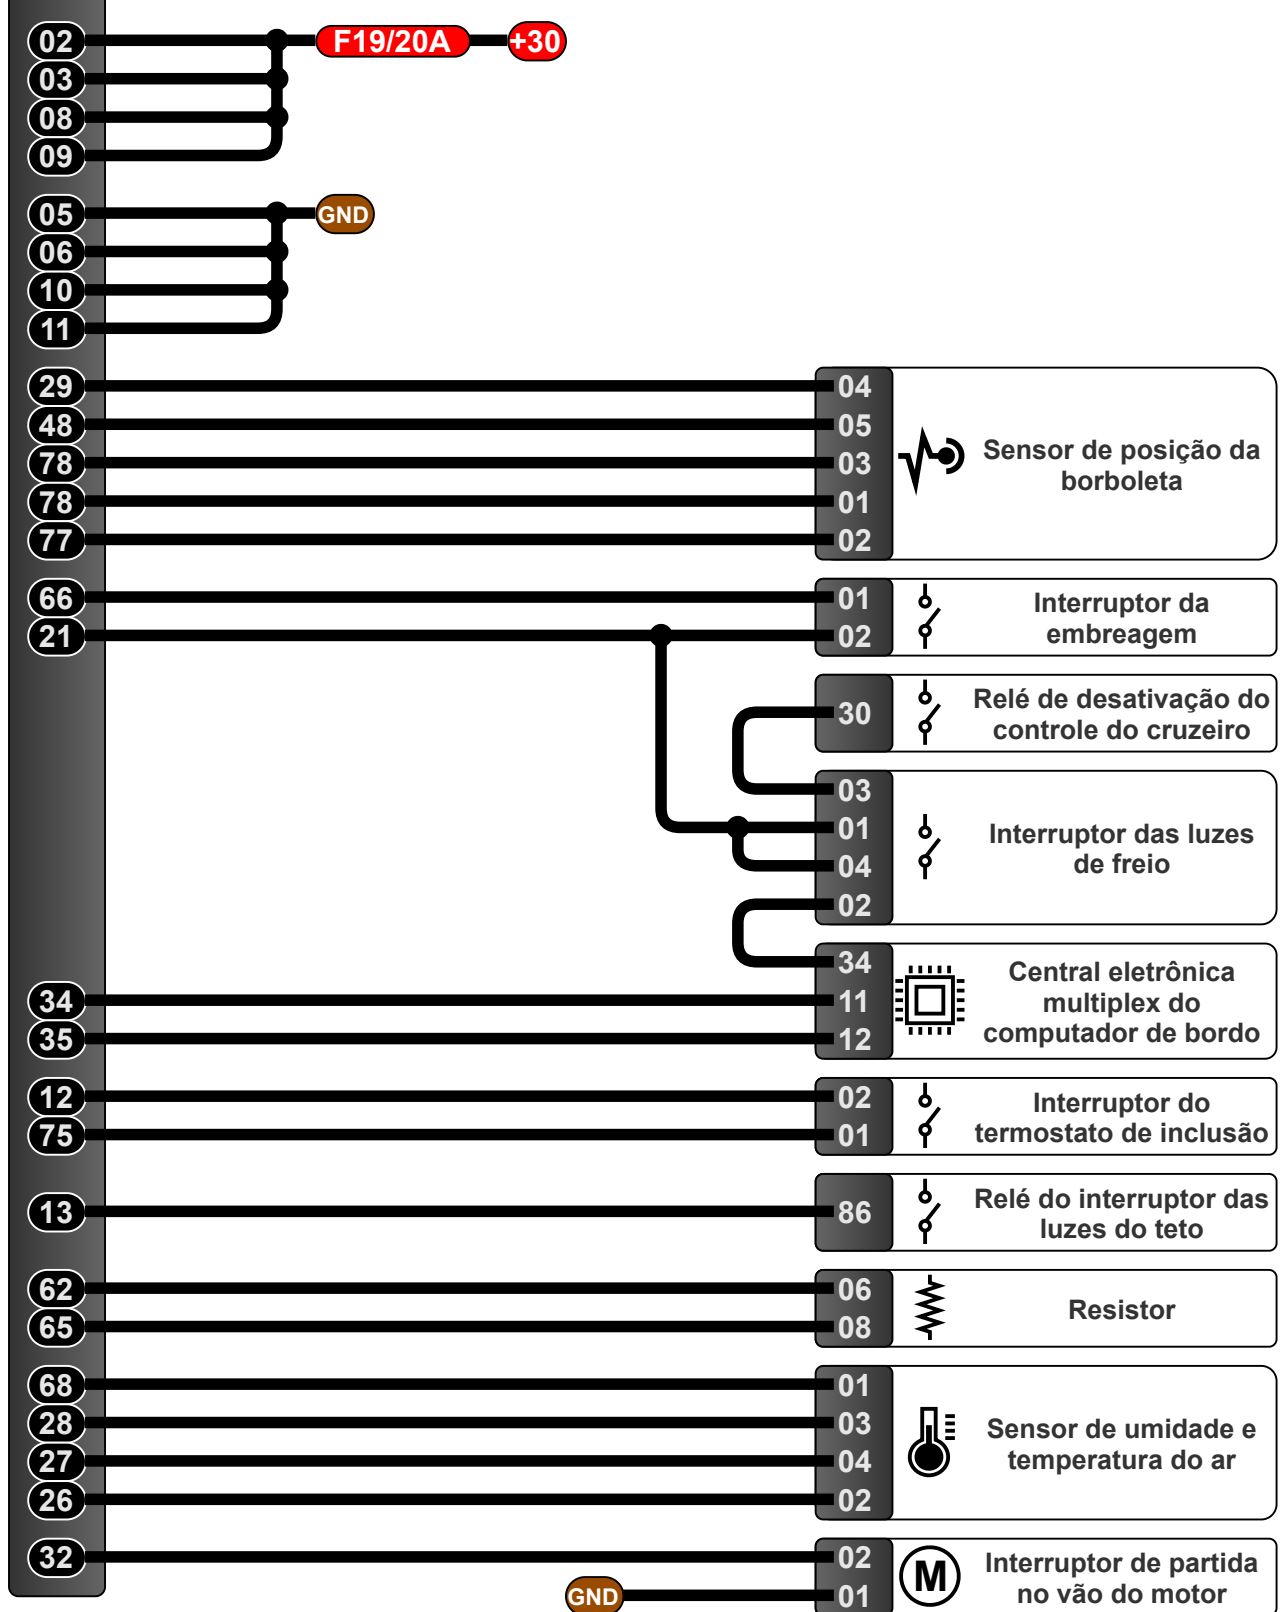 02 F19/20A +30
03
08
09
05 GND
06
10
11
29 04
48 05
78 03
78 01
77 02
Sensor de posição da
borboleta
66 01
21 02
Interruptor da
embreagem
30
Relé de desativação do
controle do cruzeiro
03
01
04
02
Interruptor das luzes
de freio
34
34 11
35 12
Central eletrônica
multiplex do
computador de bordo
12 02
75 01
Interruptor do
termostato de inclusão
13 86
Relé do interruptor das
luzes do teto
62 06
65 08
Resistor
68 01
28 03
27 04
26 02
Sensor de umidade e
temperatura do ar
32 02
GND 01
M
Interruptor de partida
no vão do motor